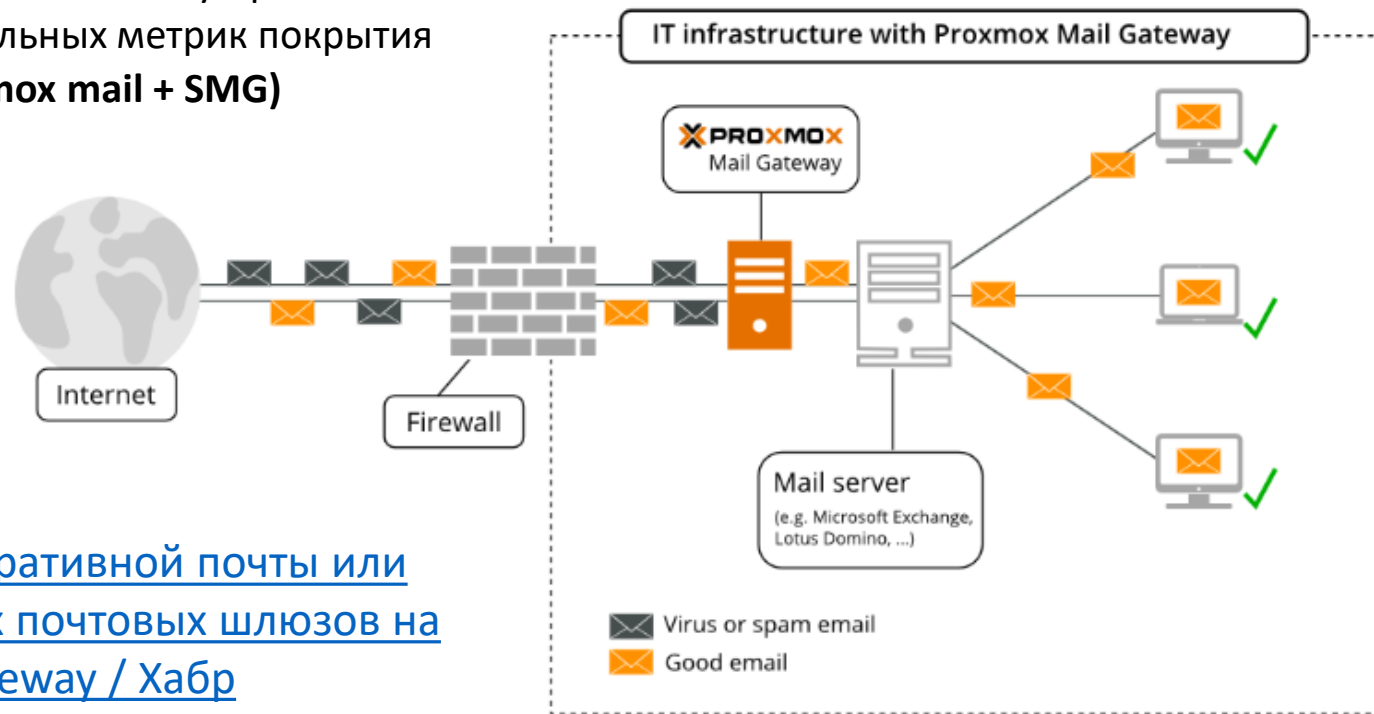 льных метрик покрытия
mox mail + SMG)
IT infrastructure with Proxmox Mail Gateway
PROXMOX
Mail Gateway
Internet
Firewall
Mail server
(e.g. Microsoft Exchange,
Lotus Domino, ...)
ративной почты или
х почтовых шлюзов на
eway / Хабр
Virus or spam email
Good email